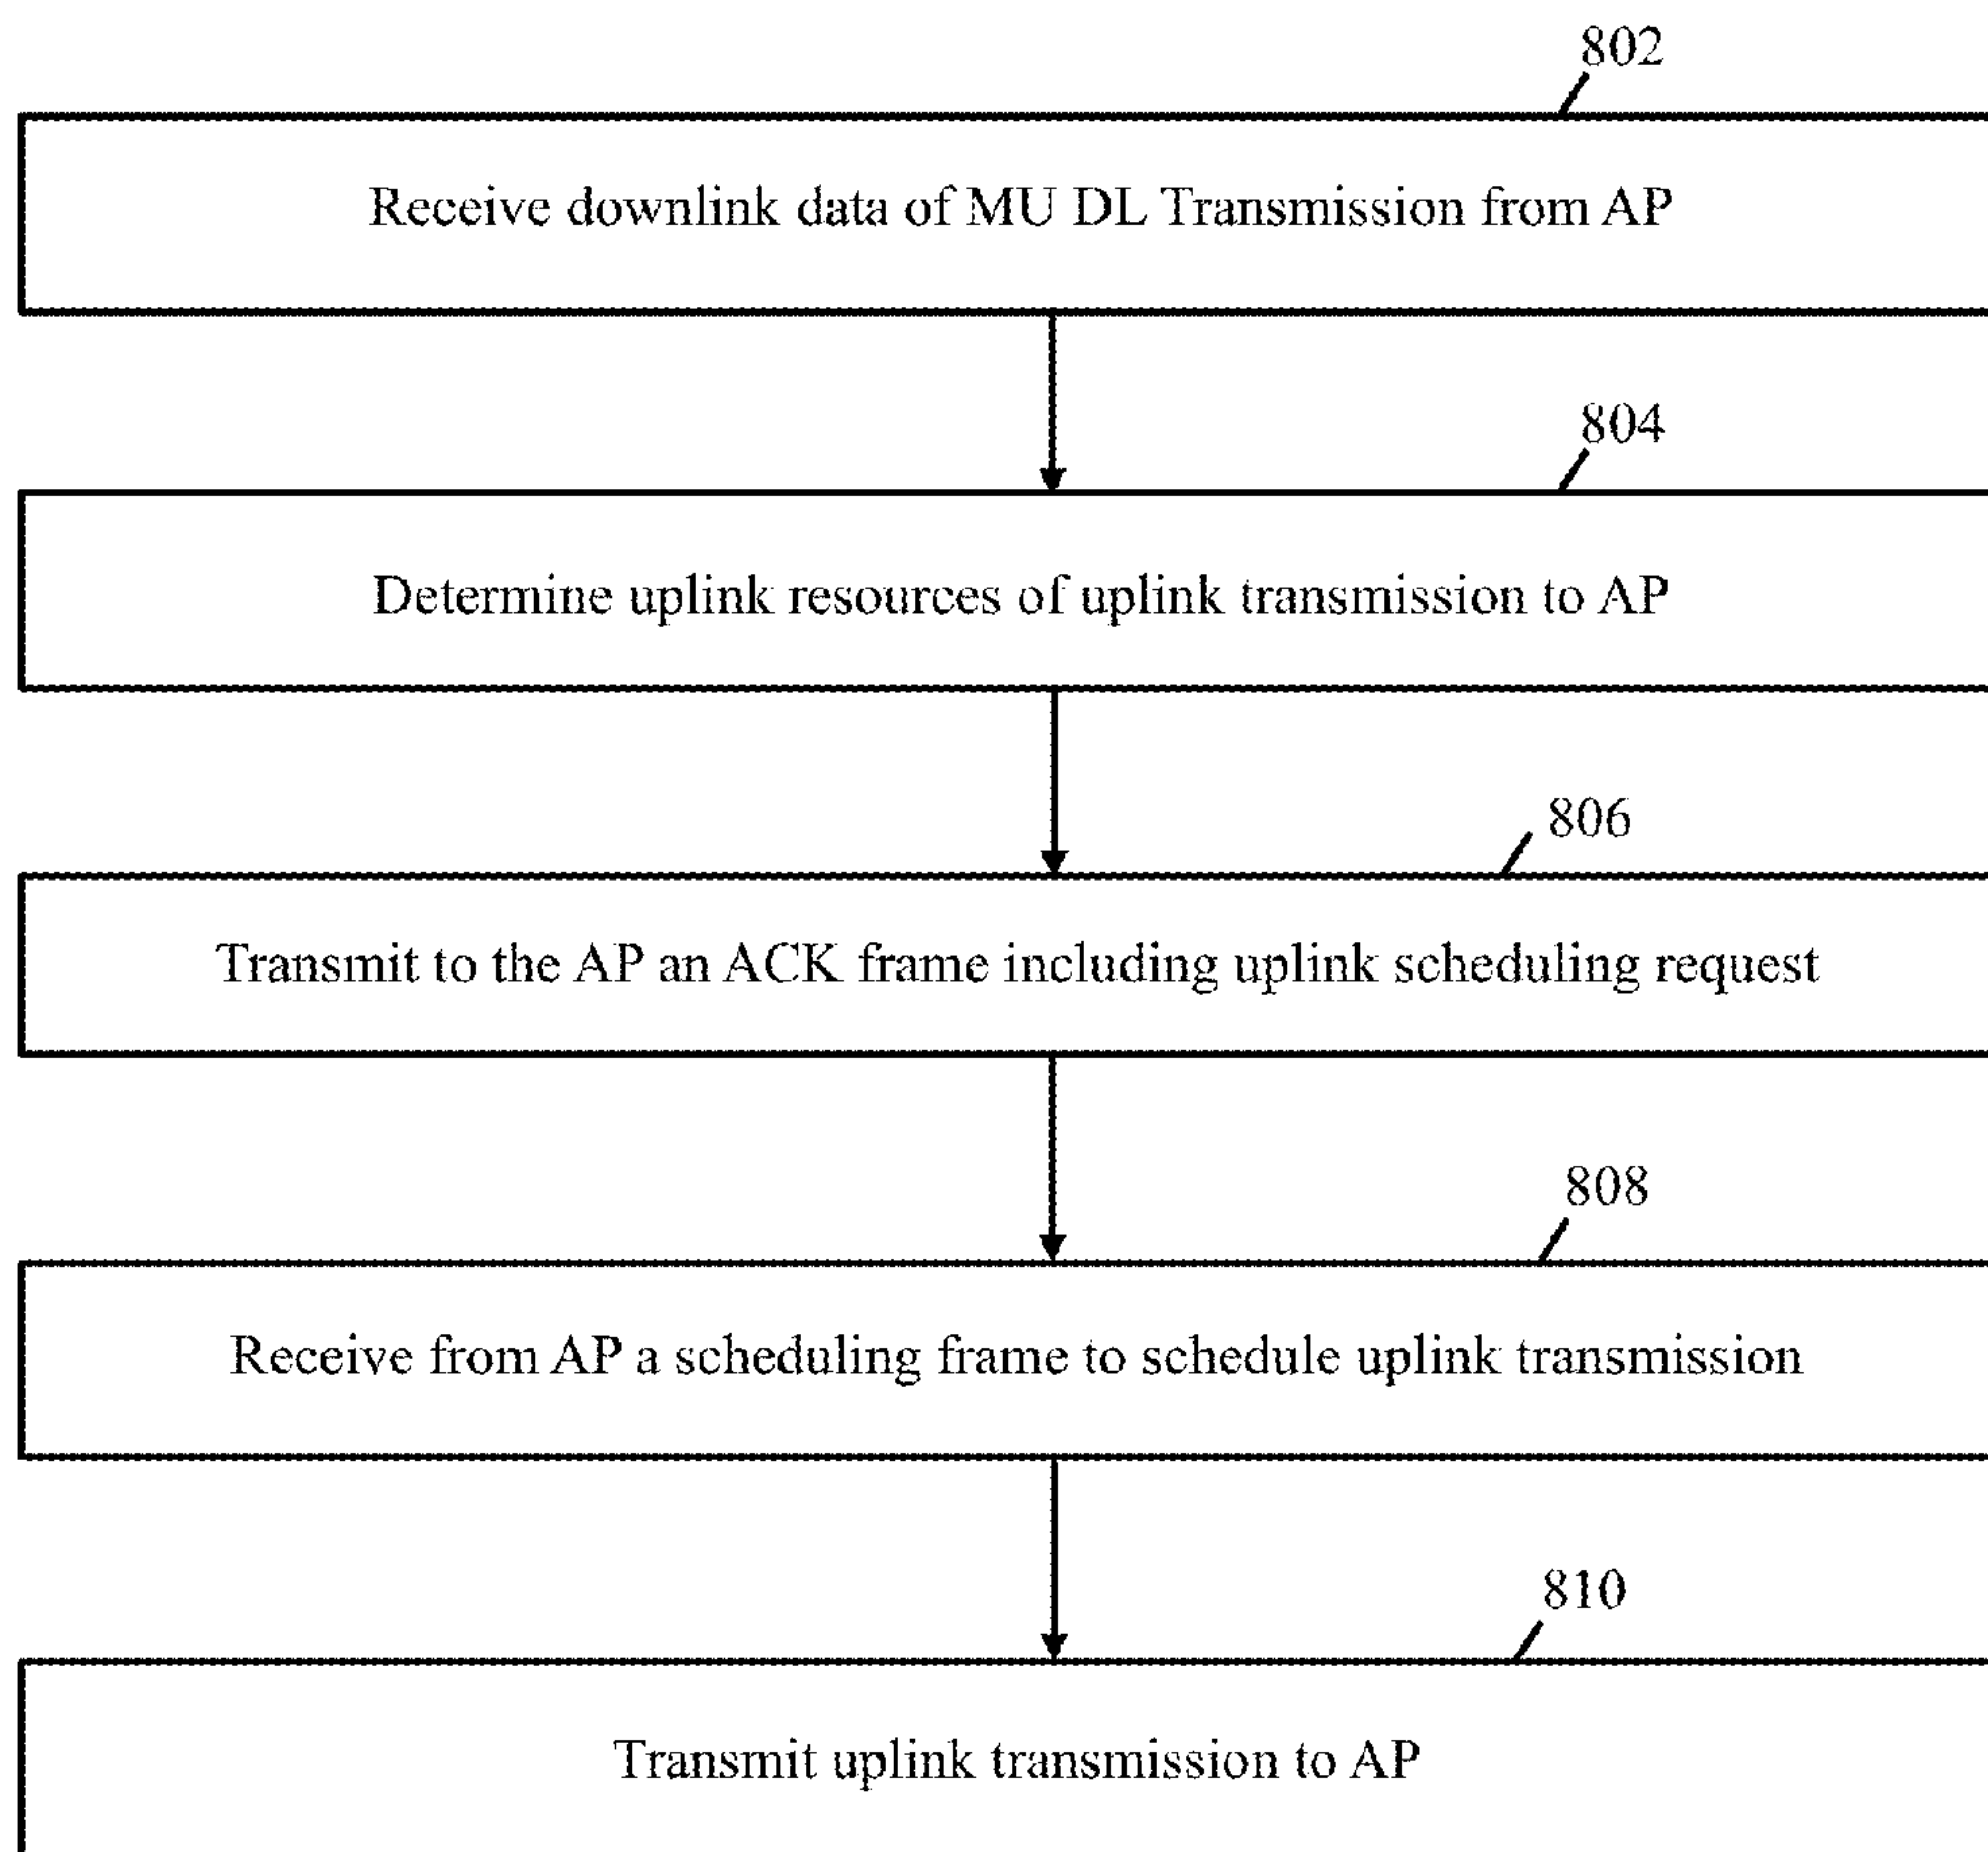 802
Receive downlink data of MU DL Transmission from AP
804
Determine uplink resources of uplink transmission to AP
806
Transmit to the AP an ACK frame including uplink scheduling request
808
Receive from AP a scheduling frame to schedule uplink transmission
810
Transmit uplink transmission to AP